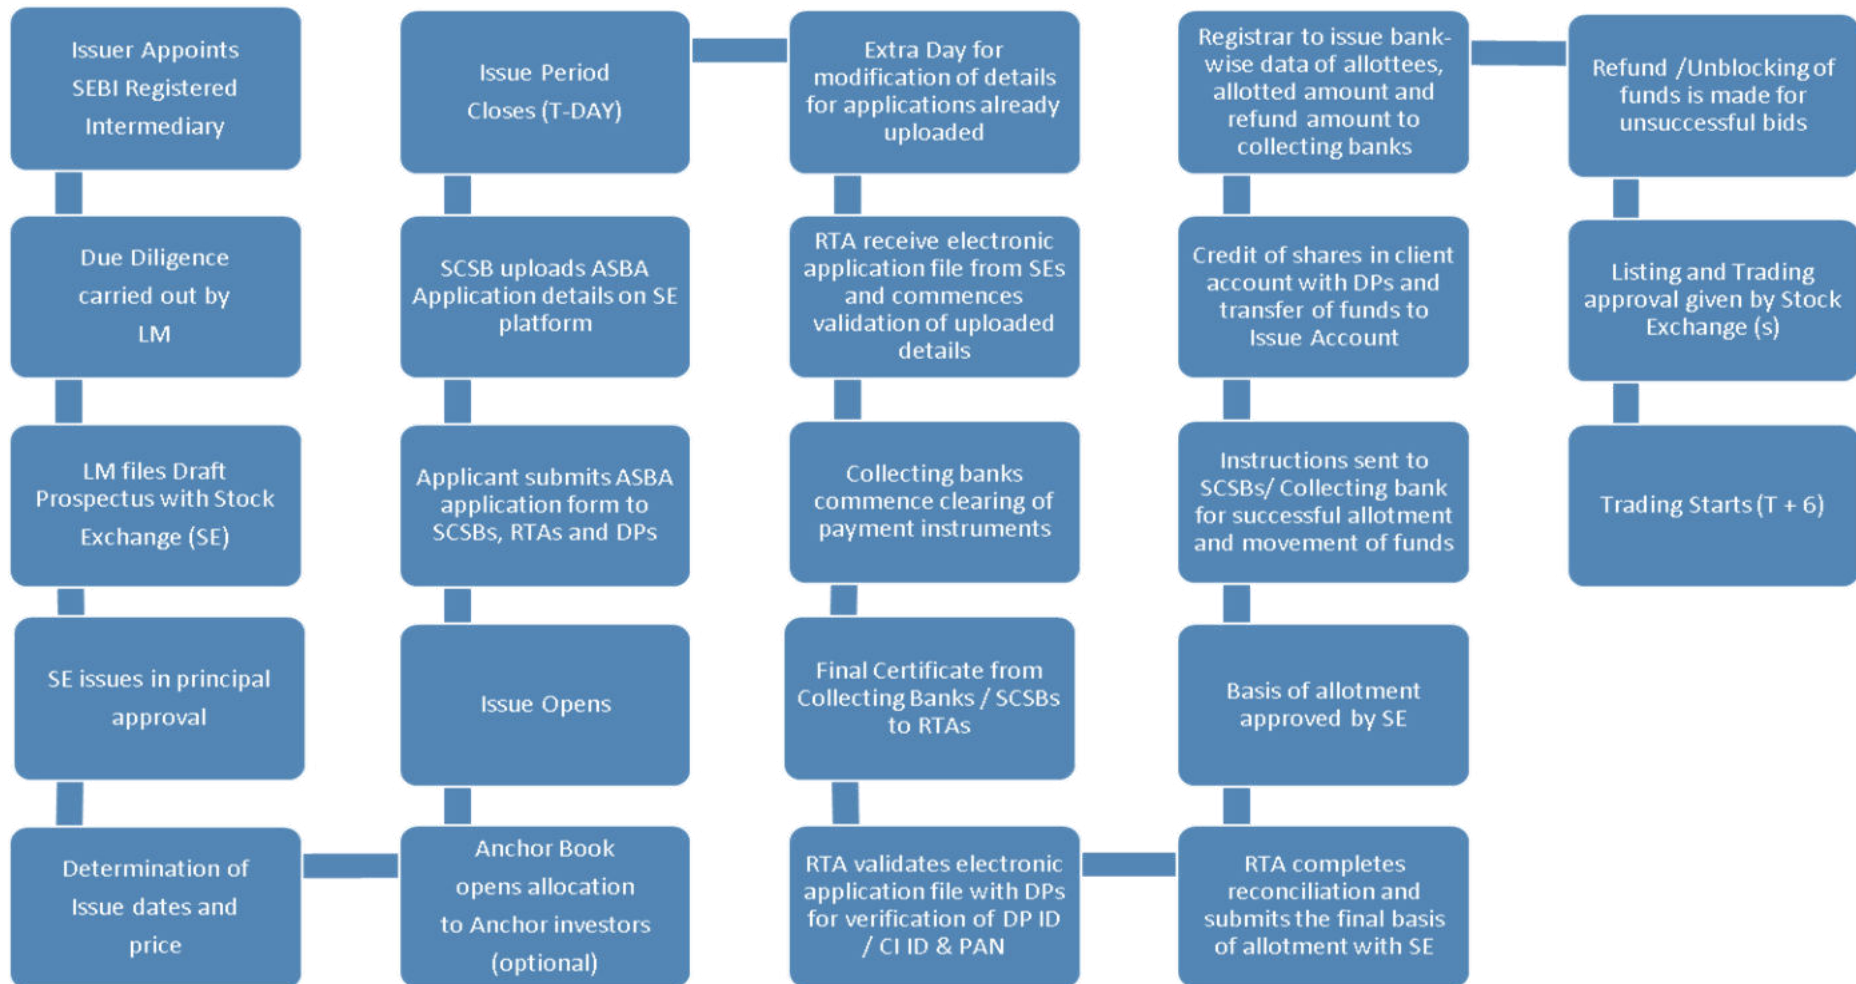 Issuer Appoints
SEBI Registered
Intermediary
Due Diligence
carried out by
LM
LM files Draft
Prospectus with Stock
Exchange (SE)
SE issues in principal
approval
Determination of
Issue dates and
price
Anchor Book
opens allocation
to Anchor investors
(optional)
Issue Opens
Applicant submits ASBA
application form to
SCSBs, RTAs and DPs
SCSB uploads ASBA
Application details on SE
platform
Issue Period
Closes (T-DAY)
Extra Day for
modification of details
for applications already
uploaded
RTA receive electronic
application file from SEs
and commences
validation of uploaded
details
Collecting banks
commence clearing of
payment instruments
Final Certificate from
Collecting Banks / SCSBs
to RTAs
RTA validates electronic
application file with DPs
for verification of DP ID
/ CI ID & PAN
RTA completes
reconciliation and
submits the final basis
of allotment with SE
Basis of allotment
approved by SE
Instructions sent to
SCSBs/ Collecting bank
for successful allotment
and movement of funds
Credit of shares in client
account with DPs and
transfer of funds to
Issue Account
Registrar to issue bank-
wise data of allottees,
allotted amount and
refund amount to
collecting banks
Refund /Unblocking of
funds is made for
unsuccessful bids
Listing and Trading
approval given by Stock
Exchange (s)
Trading Starts (T + 6)